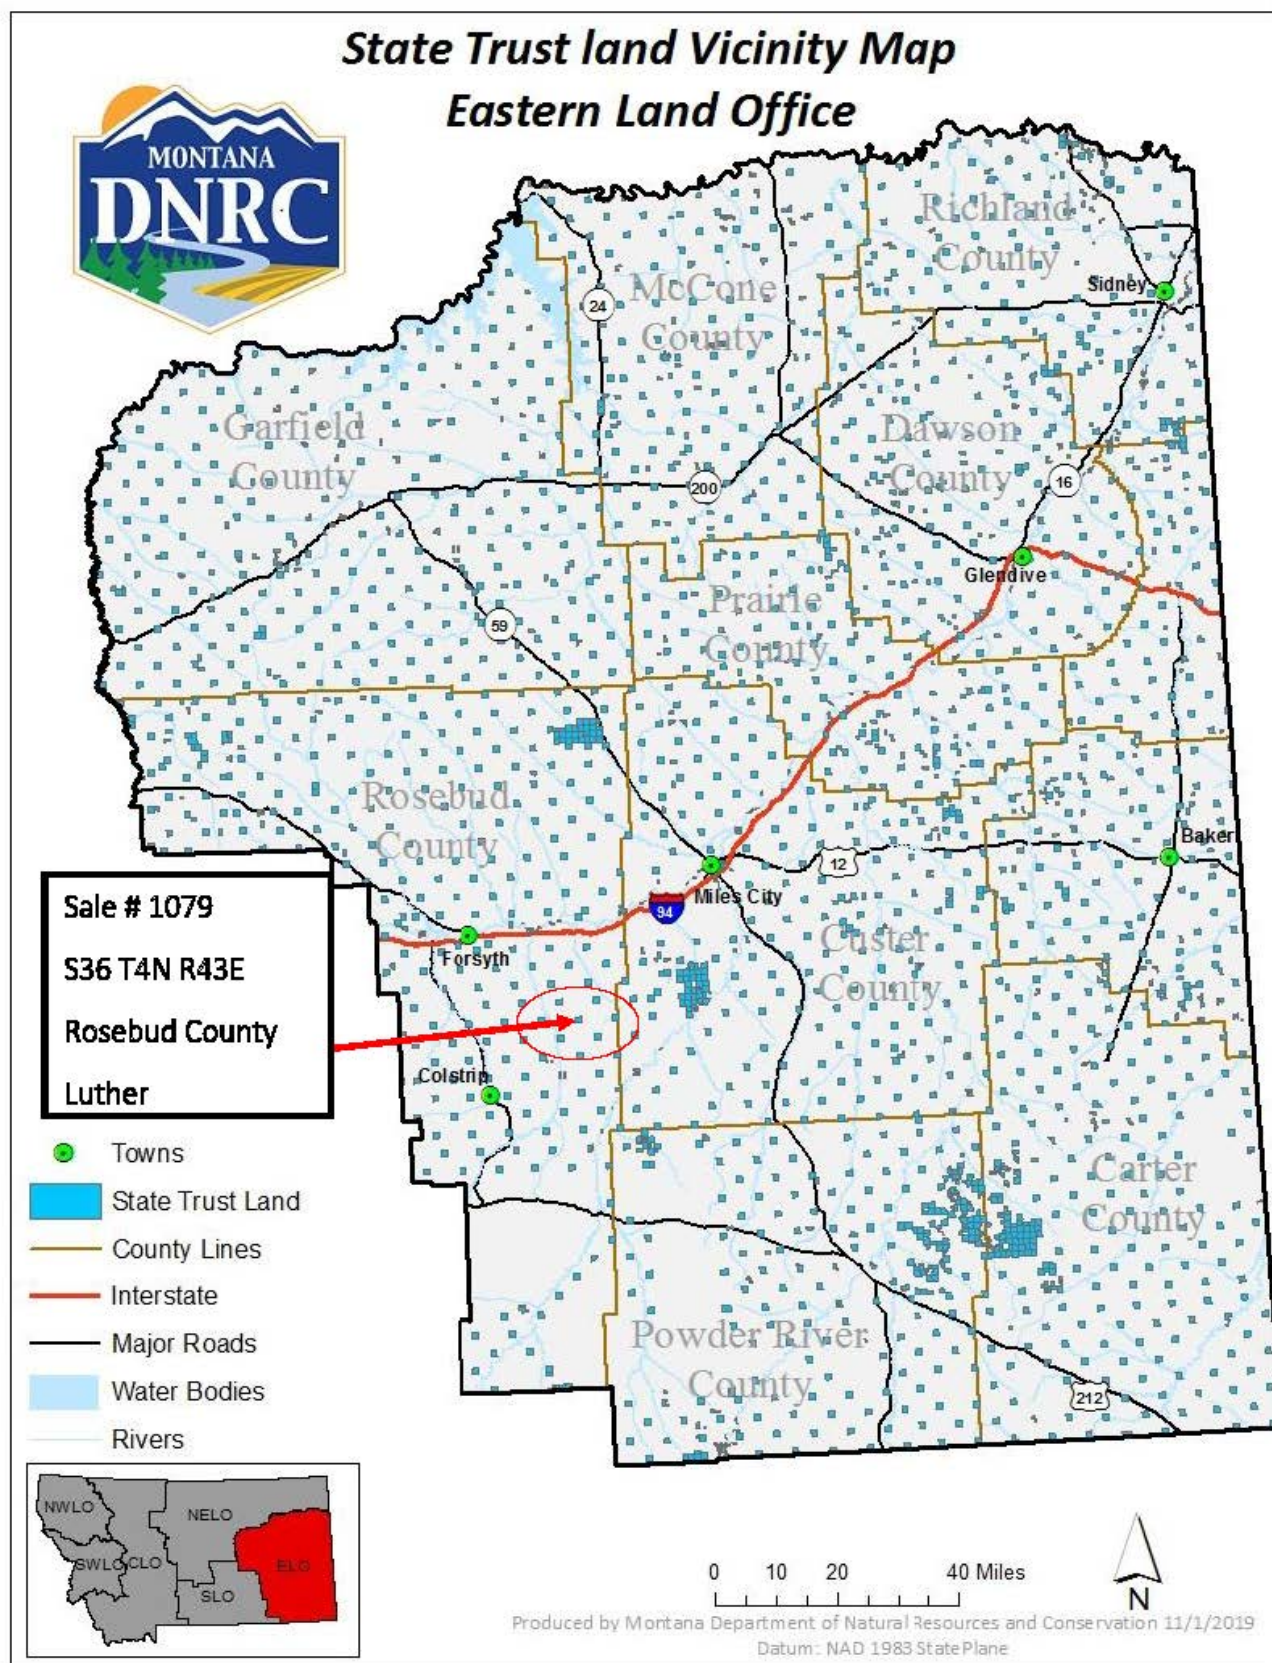 State Trust land Vicinity Map
Eastern Land Office
MONTANA
DNRC
Richland
County
Sidney
McCone
County
24
Garfield
County
Dawson
County
16
200
Glendive
Prairie
County
59
Rosebud
County
Baker
12
Miles City
94
Custer
County
Forsyth
Sale # 1079
S36 T4N R43E
Rosebud County
Luther
Colstrip
Carter
County
Powder River
County
212
Towns
State Trust Land
County Lines
Interstate
Major Roads
Water Bodies
Rivers
NWLO
NELO
SWLO
CLO
ELO
SLO
0 10 20 40 Miles
N
Produced by Montana Department of Natural Resources and Conservation 11/1/2019
Datum: NAD 1983 StatePlane